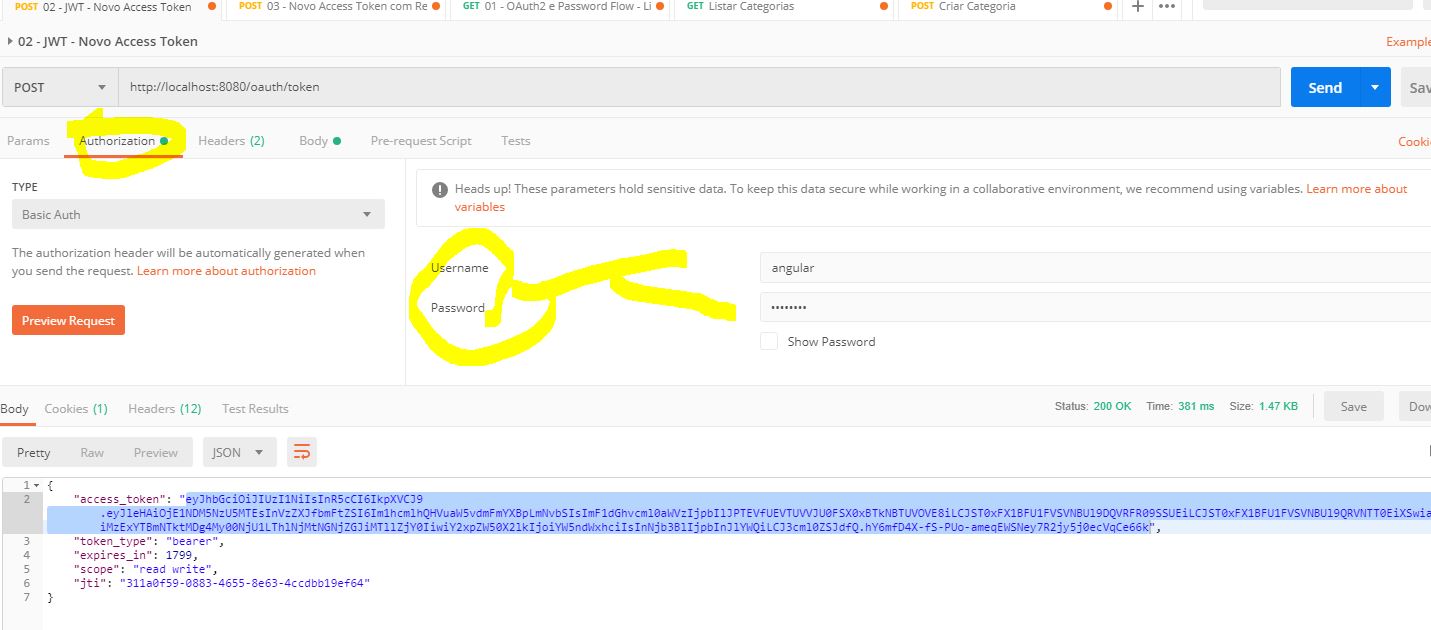 POST 02 - JWT - Novo Access Token POST 03 - Novo Access Token com Re GET 01 - OAuth2 e Password Flow - Li GET Listar Categorias POST Criar Categoria + •••
02 - JWT - Novo Access Token Example
POST http://localhost:8080/oauth/token Send Sav
Params Authorization Headers (2) Body Pre-request Script Tests Cooki
TYPE
Basic Auth
The authorization header will be automatically generated when
you send the request. Learn more about authorization
Preview Request
Heads up! These parameters hold sensitive data. To keep this data secure while working in a collaborative environment, we recommend using variables. Learn more about
variables
Username angular
Password ••••••••
Show Password
Body Cookies (1) Headers (12) Test Results Status: 200 OK Time: 381 ms Size: 1.47 KB Save Dow
Pretty Raw Preview JSON
1 {
2 "access_token": "eyJhbGciOiJIUzI1NiIsInR5cCI6IkpXVCJ9
3 "token_type": "bearer",
4 "expires_in": 1799,
5 "scope": "read write",
6 "jti": "311a0f59-0883-4655-8e63-4ccdbb19ef64"
7 }